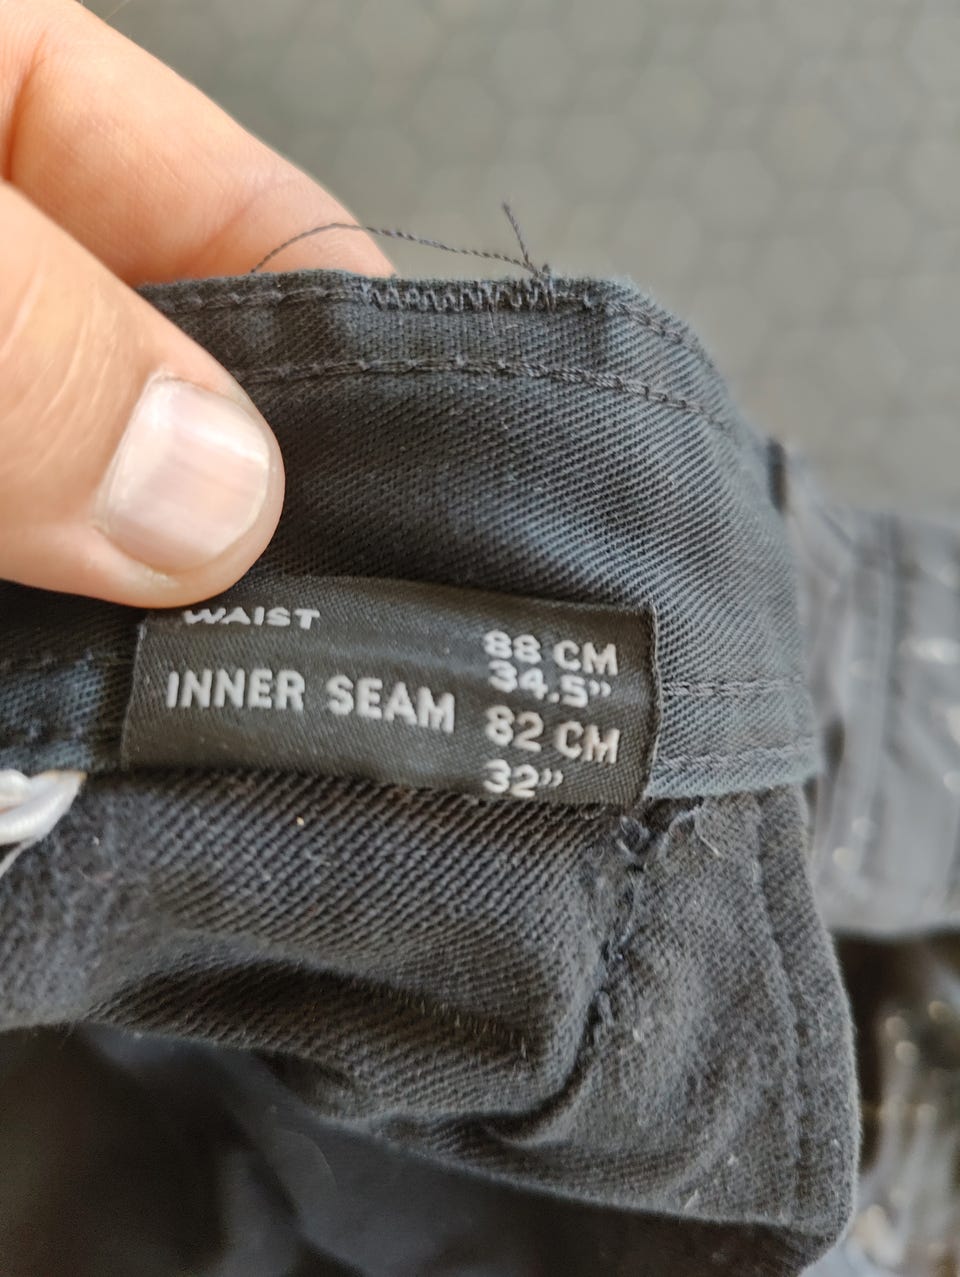 WAIST 88 CM
34.5”
INNER SEAM 82 CM
32”